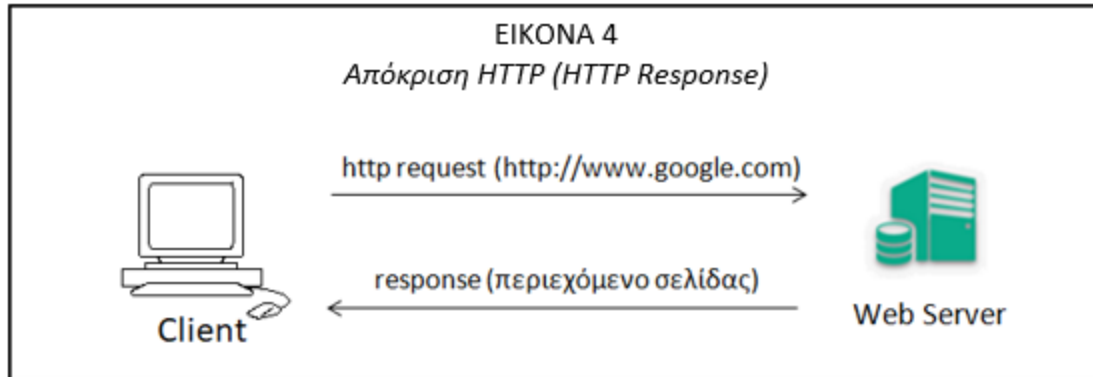 ΕΙΚΟΝΑ 4
Απόκριση HTTP (HTTP Response)
http request (http://www.google.com)
response (περιεχόμενο σελίδας)
Client
Web Server